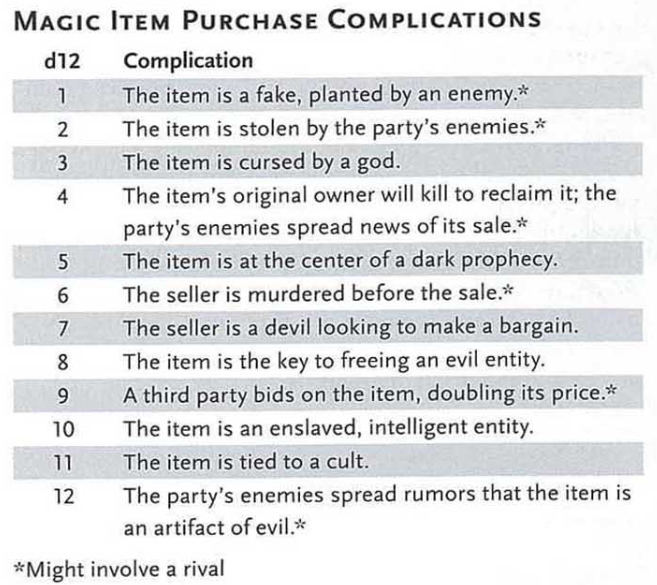 MAGIC ITEM PURCHASE COMPLICATIONS
d12 Complication
1 The item is a fake, planted by an enemy.*
2 The item is stolen by the party's enemies.*
3 The item is cursed by a god.
4 The item's original owner will kill to reclaim it; the
party's enemies spread news of its sale.*
5 The item is at the center of a dark prophecy.
6 The seller is murdered before the sale.*
7 The seller is a devil looking to make a bargain.
8 The item is the key to freeing an evil entity.
9 A third party bids on the item, doubling its price.*
10 The item is an enslaved, intelligent entity.
11 The item is tied to a cult.
12 The party's enemies spread rumors that the item is
an artifact of evil.*
*Might involve a rival